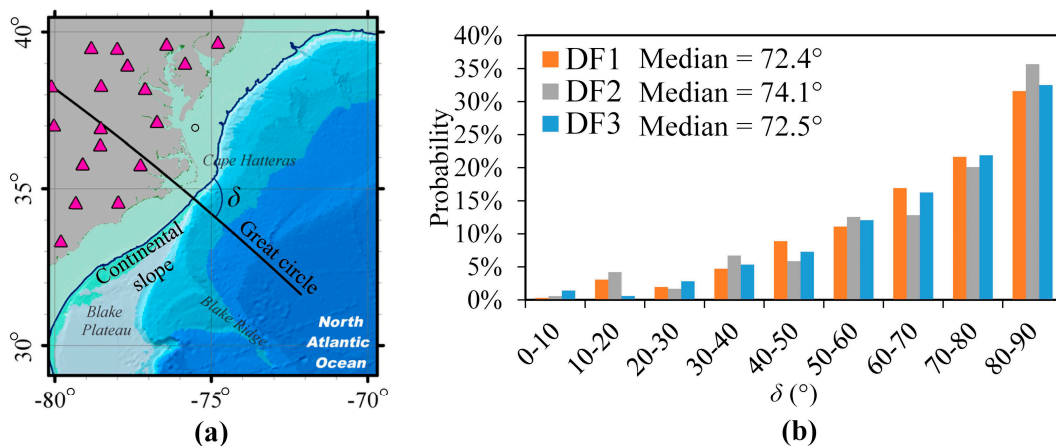 40°
35°
30°
-80°
-75°
-70°
Cape Hatteras
δ
Great circle
Continental
slope
Blake
Plateau
Blake Ridge
North
Atlantic
Ocean
(a)
40%
35%
30%
25%
20%
15%
10%
5%
0%
Probability
DF1 Median = 72.4°
DF2 Median = 74.1°
DF3 Median = 72.5°
0-10
10-20
20-30
30-40
40-50
50-60
60-70
70-80
80-90
δ (°)
(b)